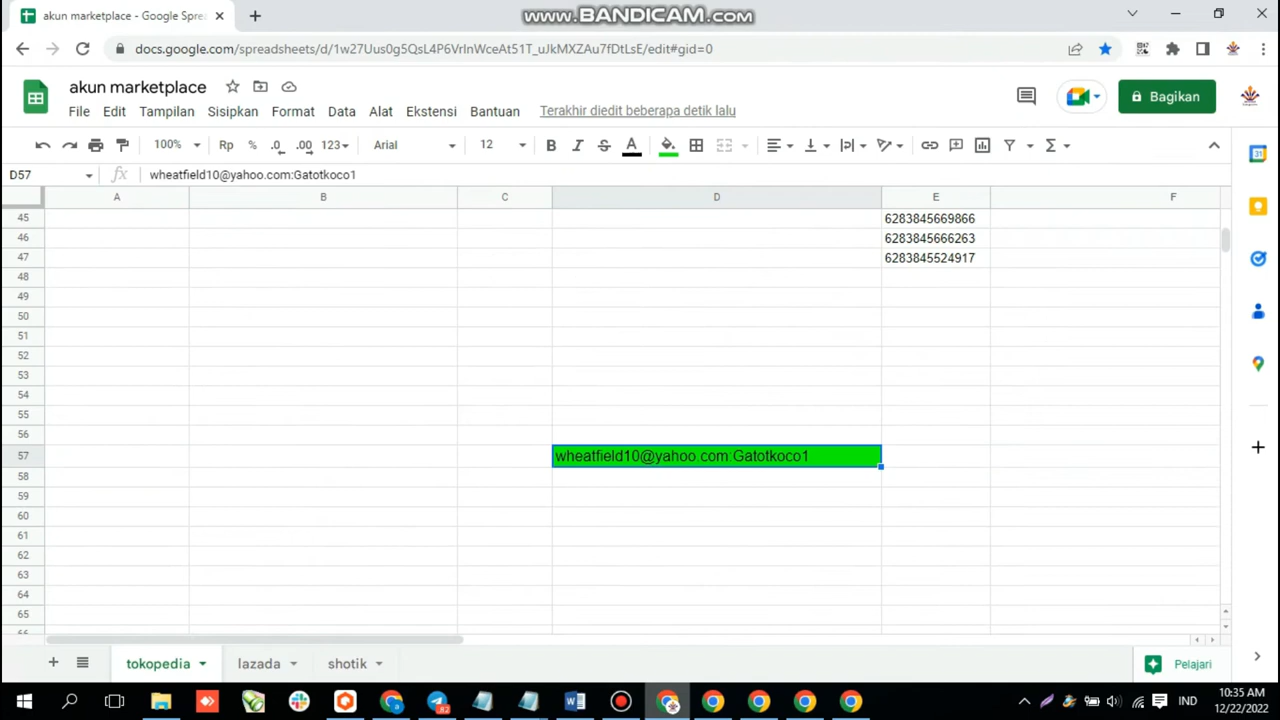 akun marketplace - Google Spre
www.BANDICAM.com
docs.google.com/spreadsheets/d/1w27Uus0g5QsL4P6VrInWceAt51T_uJkMXZAu7fDtLsE/edit#gid=0
akun marketplace
File Edit Tampilan Sisipkan Format Data Alat Ekstensi Bantuan Terakhir diedit beberapa detik lalu
Bagikan
100% Rp % .0 .00 123 Arial 12 B I S A
D57 fx wheatfield10@yahoo.com:Gatotkoco1
A B C D E F
45 6283845669866
46 6283845666263
47 6283845524917
48
49
50
51
52
53
54
55
56
57 wheatfield10@yahoo.com:Gatotkoco1
58
59
60
61
62
63
64
65
66
tokopedia lazada shotik Pelajari
82
IND
10:35 AM
12/22/2022